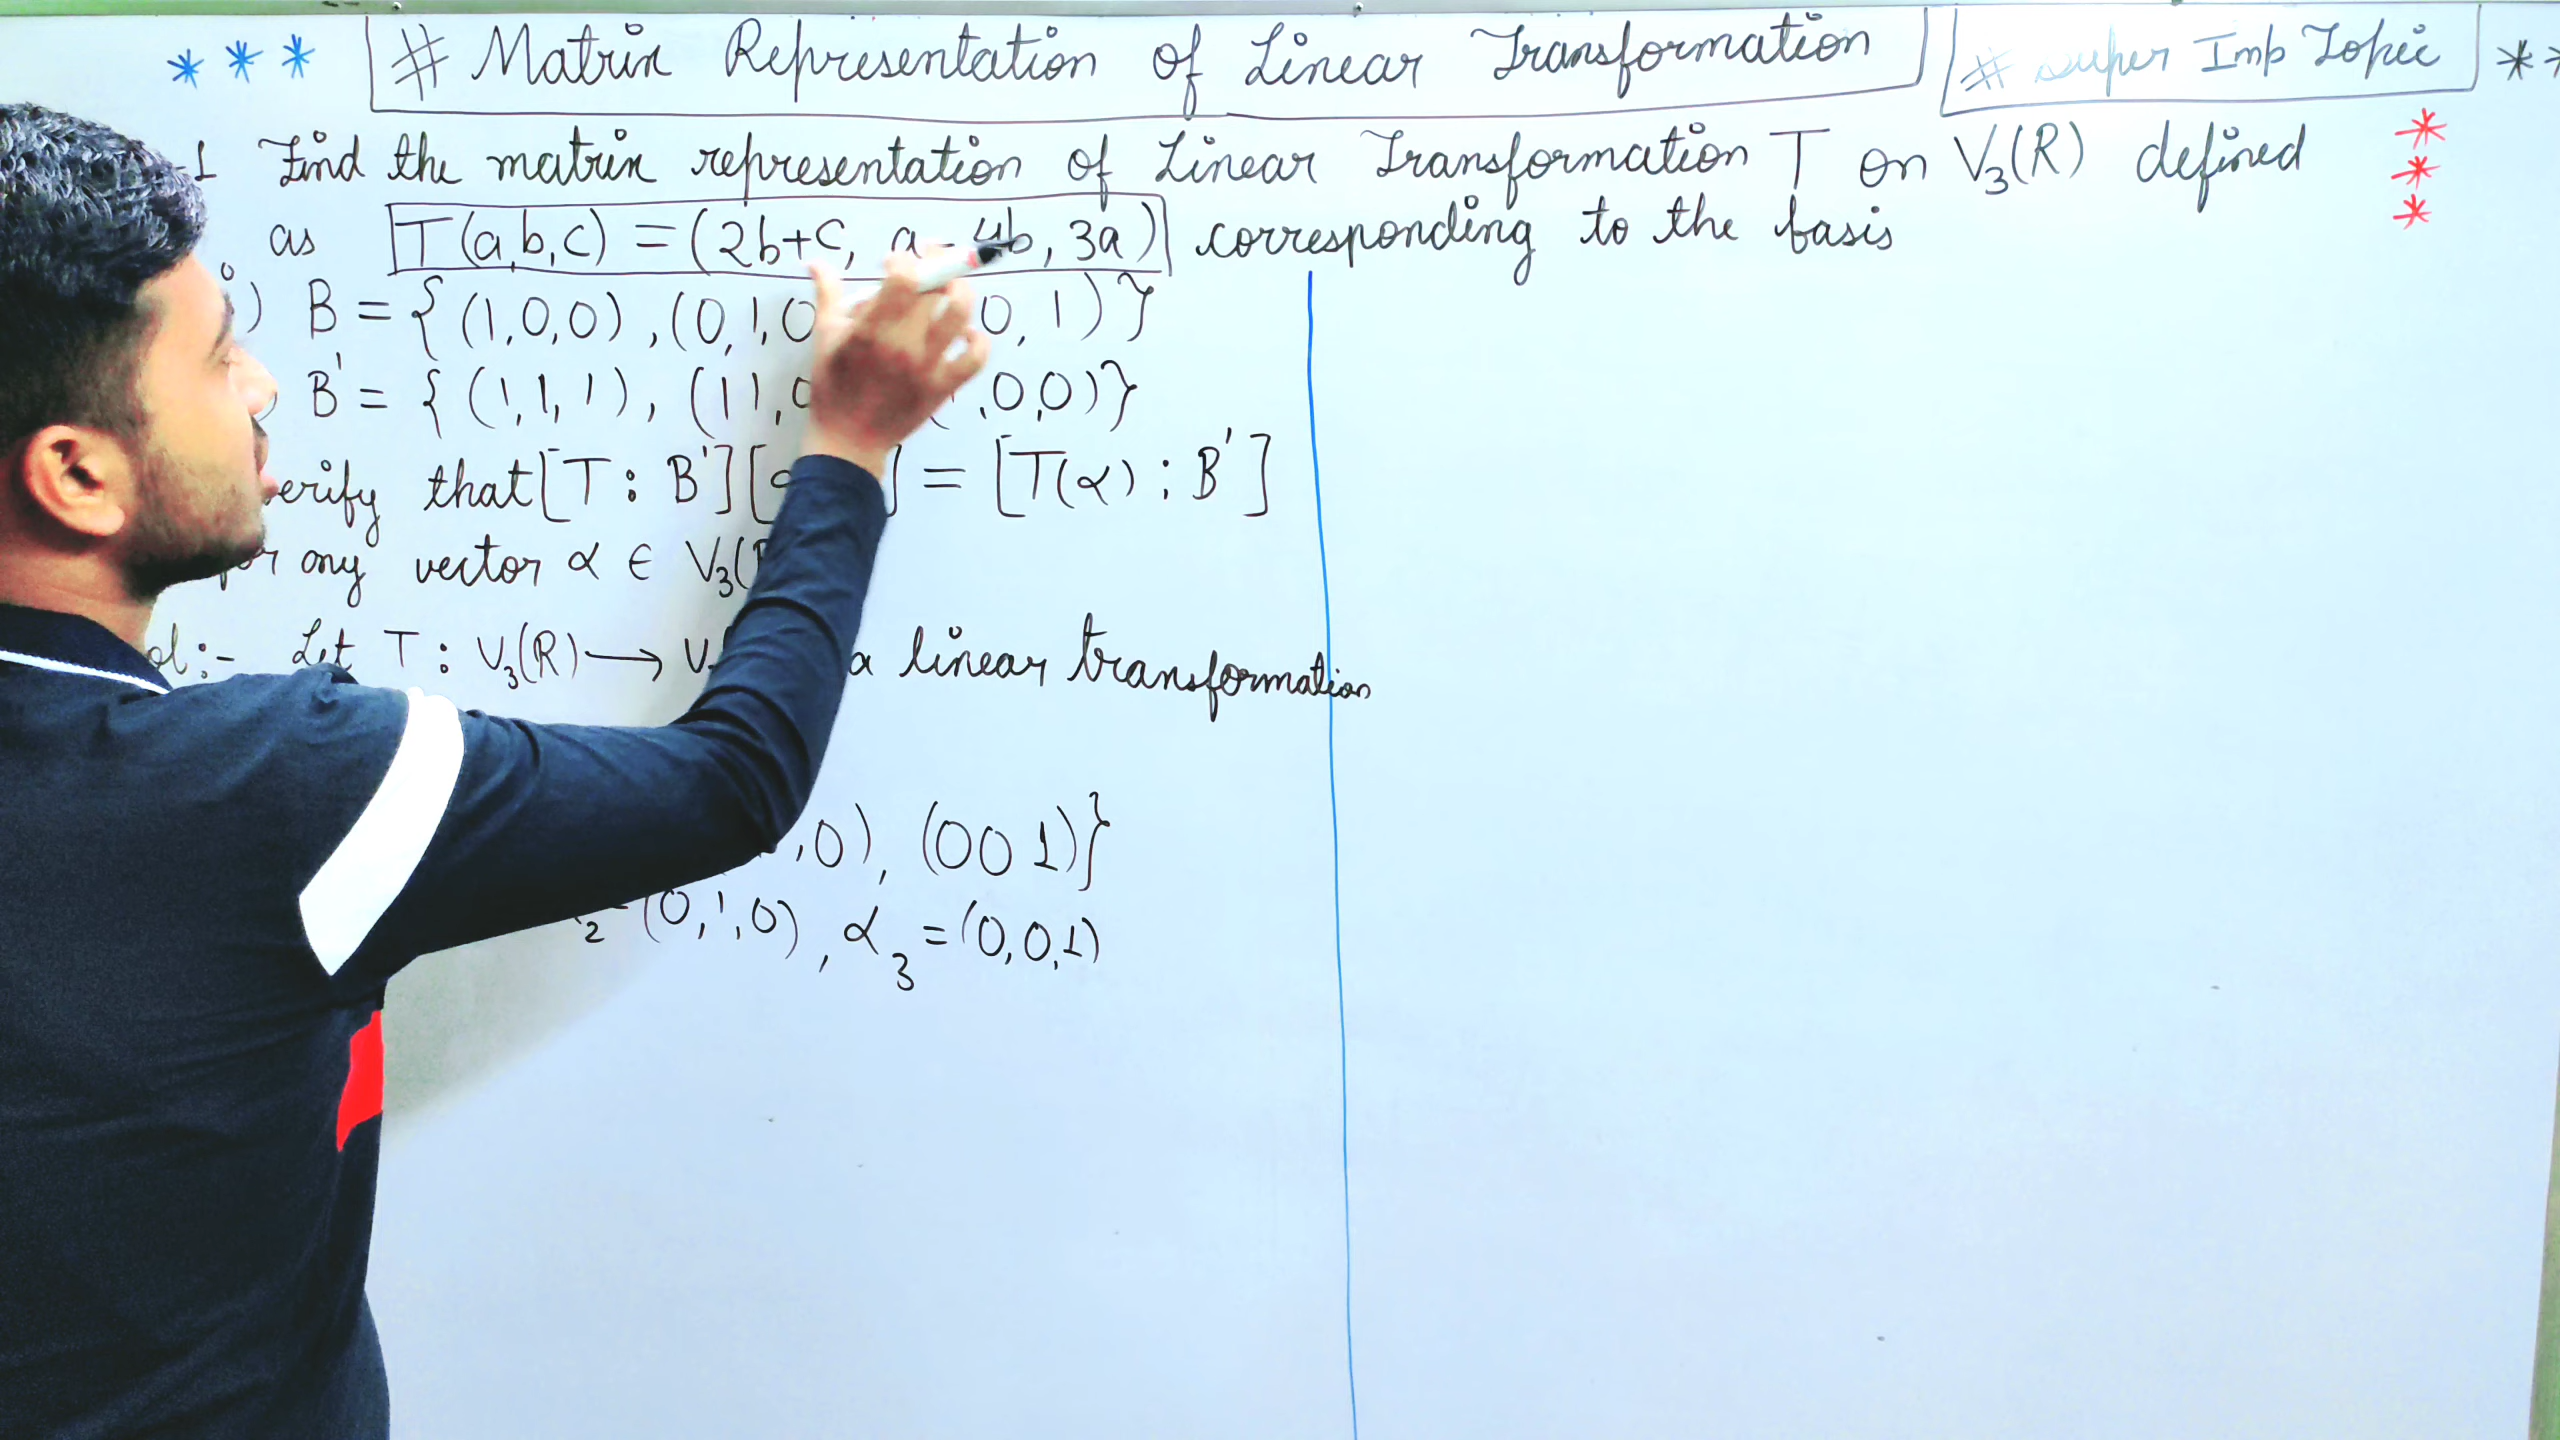 *** # Matrix Representation of Linear Transformation # super Imp Topic **
1 Find the matrix representation of Linear Transformation T on V₃(R) defined ***
as T(a,b,c) = (2b+c, a-4b, 3a) corresponding to the basis
) B = { (1,0,0) , (0,1,0 0, 1) }
B' = { (1,1,1), (1 1,0 ,0,0)}
erify that [T : B'] [ ] = [T(α) : B']
or any vector α ∈ V₃(
ol:- Let T : V₃(R) → V a linear transformation
,0), (0 0 1)}
₂ = (0,1,0) , α₃ = (0,0,1)